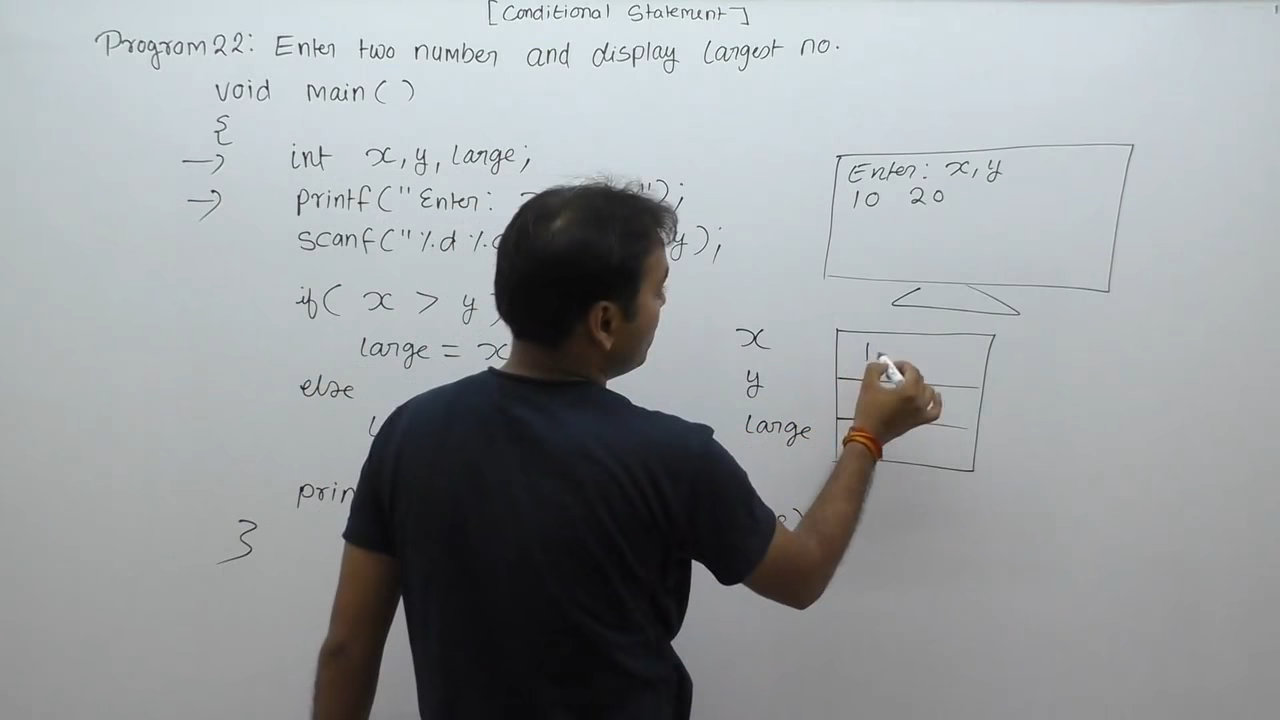 [Conditional Statement]
Program 22: Enter two number and display largest no.
void main( )
{
int x, y, large;
printf("Enter: ");
scanf("%d % y);
if( x > y
large = x
else
prin
}
Enter: x, y
10 20
x 1
y
large